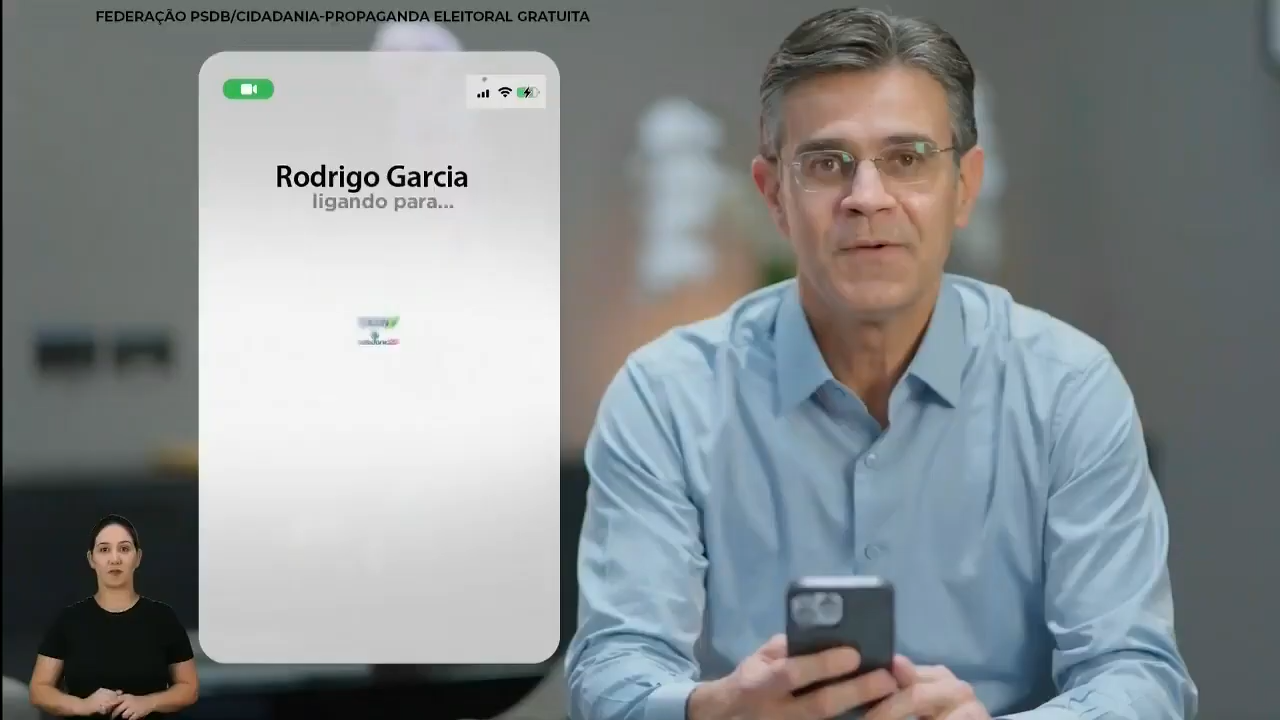 FEDERAÇÃO PSDB/CIDADANIA-PROPAGANDA ELEITORAL GRATUITA
Rodrigo Garcia
ligando para...